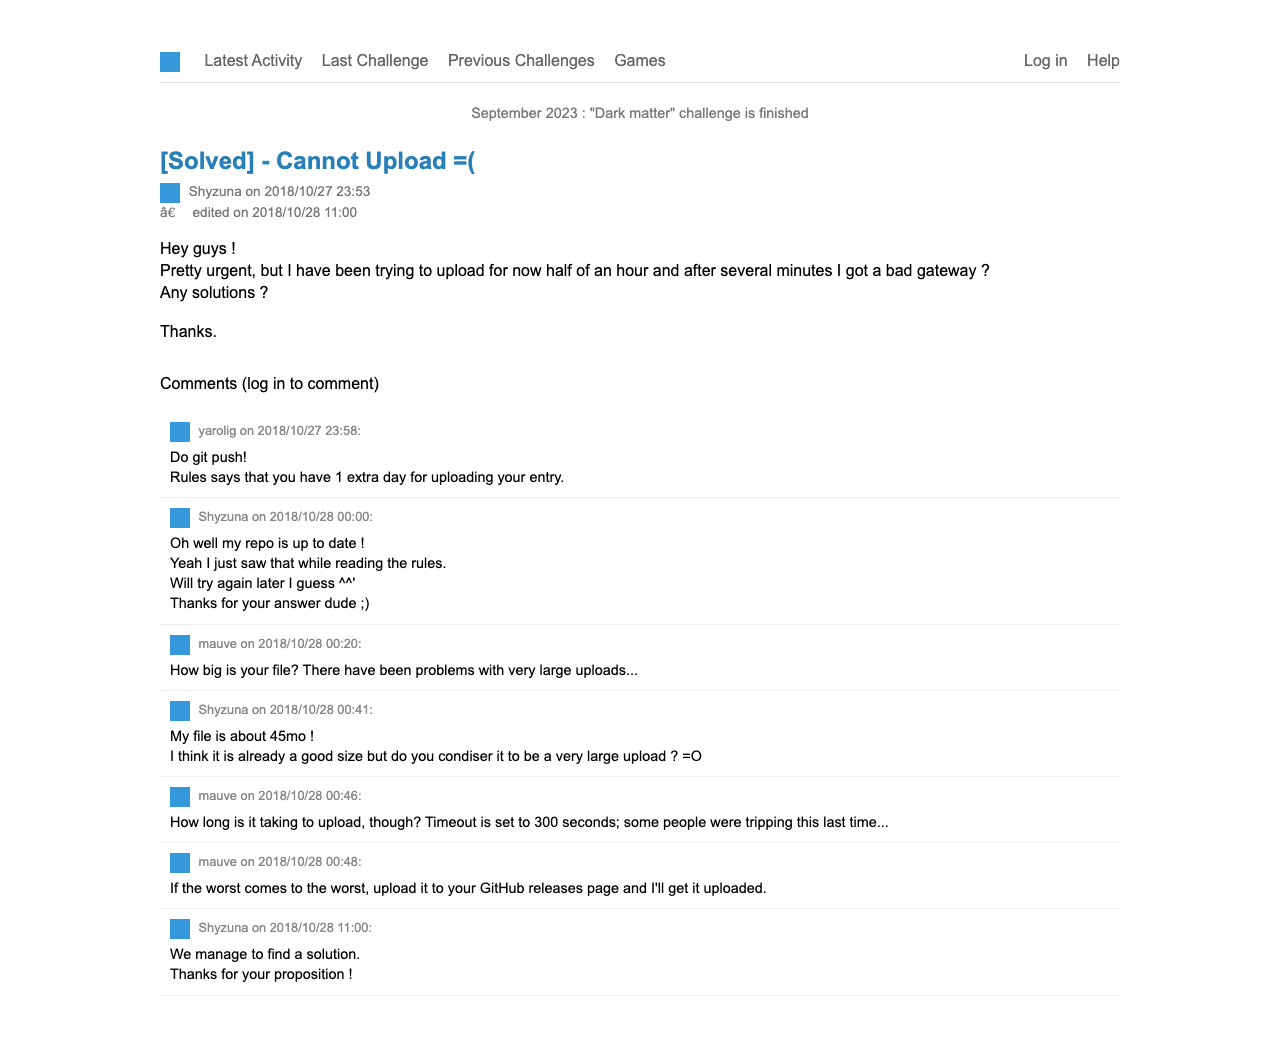 Latest Activity Last Challenge Previous Challenges Games Log in Help
September 2023 : "Dark matter" challenge is finished
[Solved] - Cannot Upload =(
Shyzuna on 2018/10/27 23:53
â€ edited on 2018/10/28 11:00
Hey guys !
Pretty urgent, but I have been trying to upload for now half of an hour and after several minutes I got a bad gateway ?
Any solutions ?
Thanks.
Comments (log in to comment)
yarolig on 2018/10/27 23:58:
Do git push!
Rules says that you have 1 extra day for uploading your entry.
Shyzuna on 2018/10/28 00:00:
Oh well my repo is up to date !
Yeah I just saw that while reading the rules.
Will try again later I guess ^^'
Thanks for your answer dude ;)
mauve on 2018/10/28 00:20:
How big is your file? There have been problems with very large uploads...
Shyzuna on 2018/10/28 00:41:
My file is about 45mo !
I think it is already a good size but do you condiser it to be a very large upload ? =O
mauve on 2018/10/28 00:46:
How long is it taking to upload, though? Timeout is set to 300 seconds; some people were tripping this last time...
mauve on 2018/10/28 00:48:
If the worst comes to the worst, upload it to your GitHub releases page and I'll get it uploaded.
Shyzuna on 2018/10/28 11:00:
We manage to find a solution.
Thanks for your proposition !